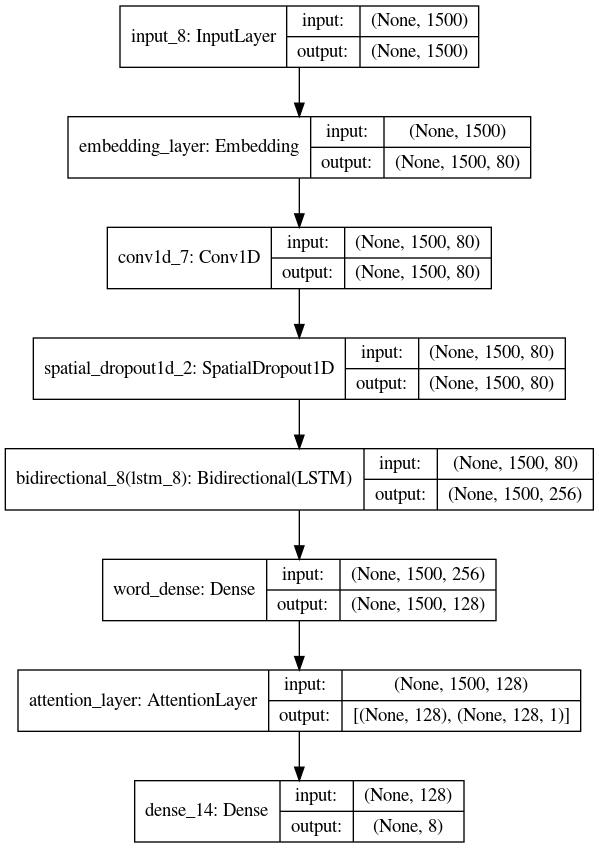 input_8: InputLayer
input:
(None, 1500)
output:
(None, 1500)
embedding_layer: Embedding
input:
(None, 1500)
output:
(None, 1500, 80)
conv1d_7: Conv1D
input:
(None, 1500, 80)
output:
(None, 1500, 80)
spatial_dropout1d_2: SpatialDropout1D
input:
(None, 1500, 80)
output:
(None, 1500, 80)
bidirectional_8(lstm_8): Bidirectional(LSTM)
input:
(None, 1500, 80)
output:
(None, 1500, 256)
word_dense: Dense
input:
(None, 1500, 256)
output:
(None, 1500, 128)
attention_layer: AttentionLayer
input:
(None, 1500, 128)
output:
[(None, 128), (None, 128, 1)]
dense_14: Dense
input:
(None, 128)
output:
(None, 8)